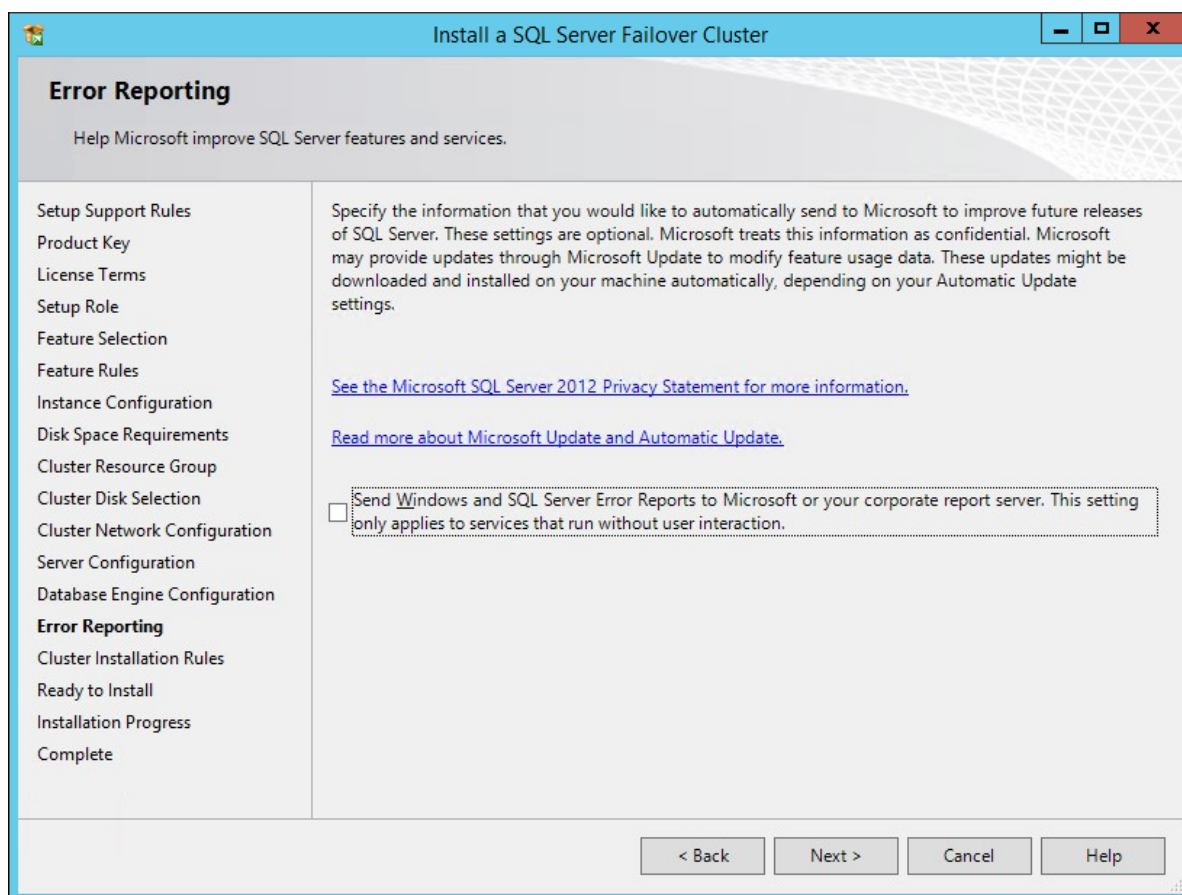 Install a SQL Server Failover Cluster
Error Reporting
Help Microsoft improve SQL Server features and services.
Setup Support Rules
Product Key
License Terms
Setup Role
Feature Selection
Feature Rules
Instance Configuration
Disk Space Requirements
Cluster Resource Group
Cluster Disk Selection
Cluster Network Configuration
Server Configuration
Database Engine Configuration
Error Reporting
Cluster Installation Rules
Ready to Install
Installation Progress
Complete
Specify the information that you would like to automatically send to Microsoft to improve future releases
of SQL Server. These settings are optional. Microsoft treats this information as confidential. Microsoft
may provide updates through Microsoft Update to modify feature usage data. These updates might be
downloaded and installed on your machine automatically, depending on your Automatic Update
settings.
See the Microsoft SQL Server 2012 Privacy Statement for more information.
Read more about Microsoft Update and Automatic Update.
Send Windows and SQL Server Error Reports to Microsoft or your corporate report server. This setting
only applies to services that run without user interaction.
< Back Next > Cancel Help